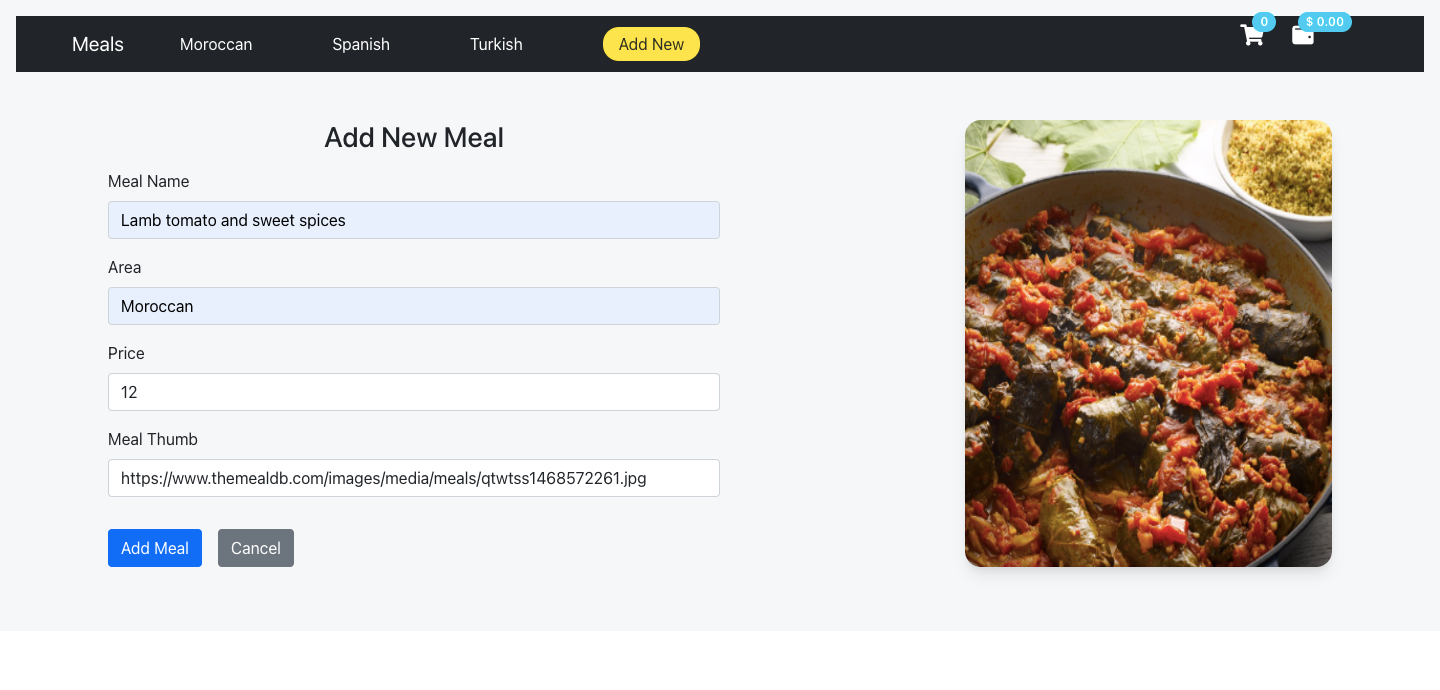 Meals Moroccan Spanish Turkish Add New 0 $ 0.00
Add New Meal
Meal Name
Lamb tomato and sweet spices
Area
Moroccan
Price
12
Meal Thumb
https://www.themealdb.com/images/media/meals/qtwtss1468572261.jpg
Add Meal Cancel